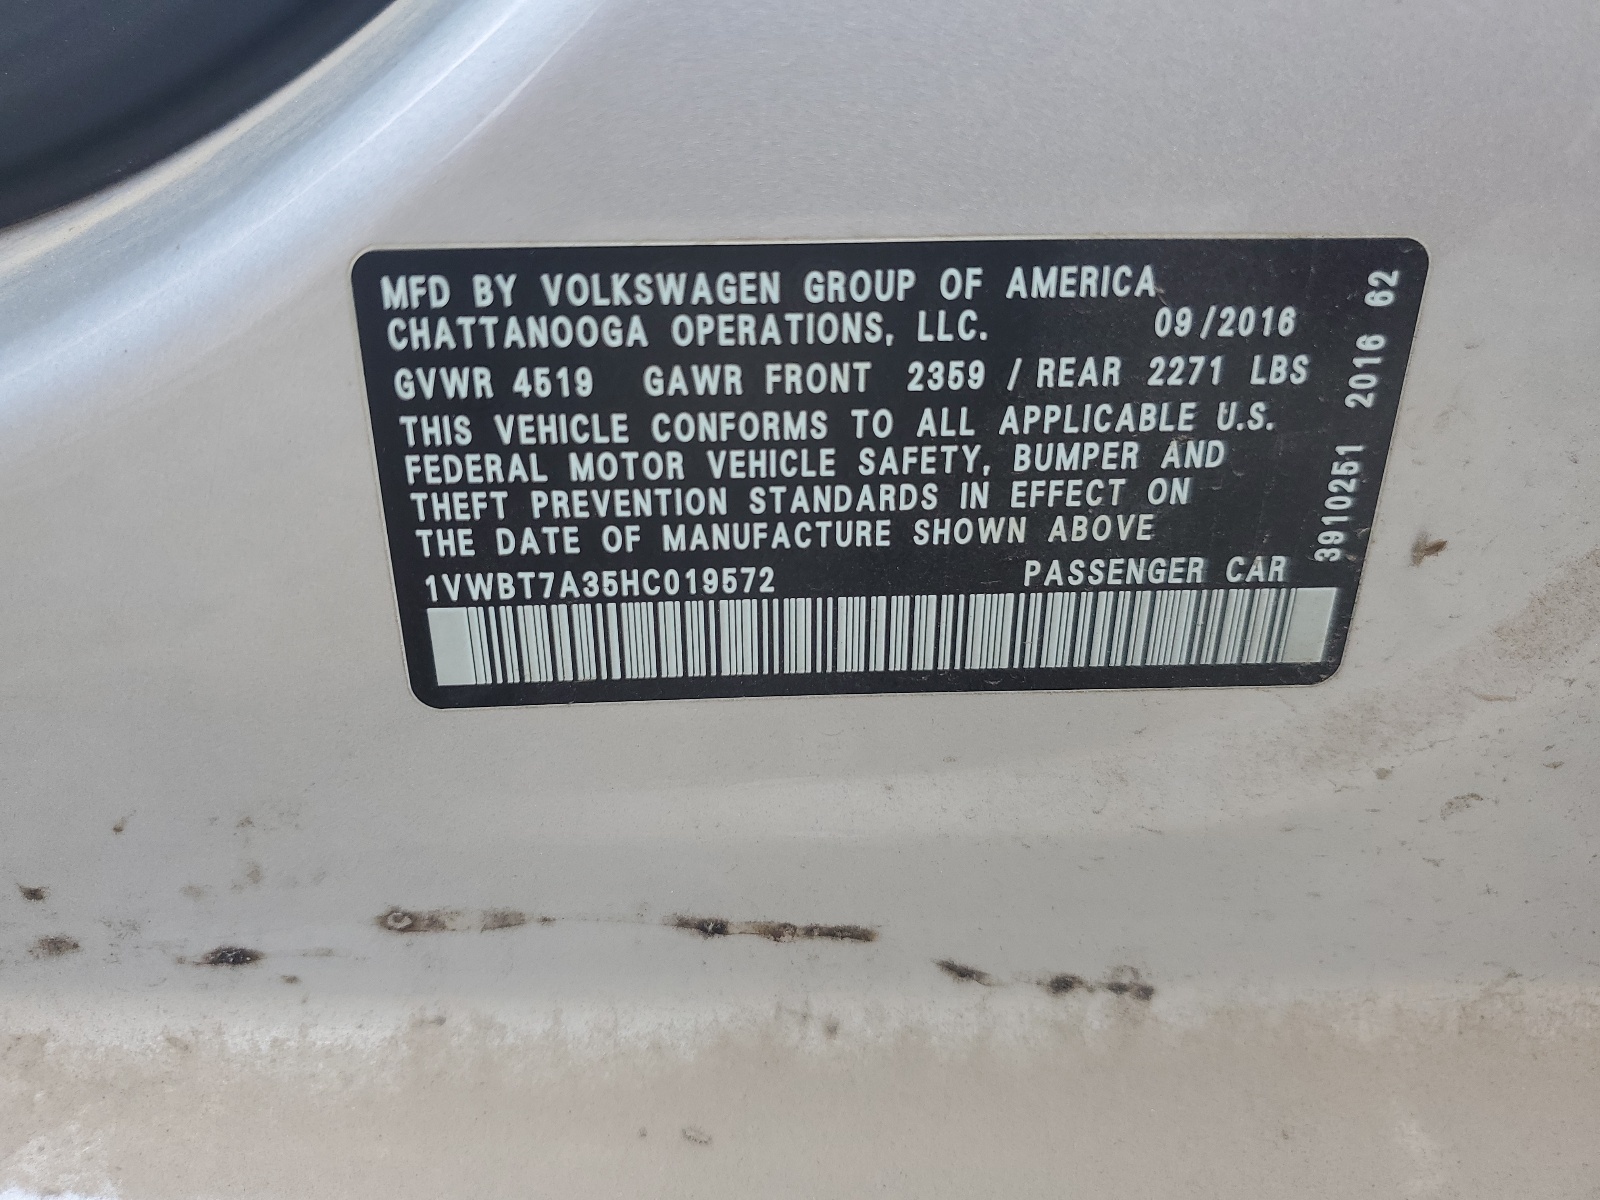 MFD BY VOLKSWAGEN GROUP OF AMERICA
CHATTANOOGA OPERATIONS, LLC. 09/2016
GVWR 4519 GAWR FRONT 2359 / REAR 2271 LBS
THIS VEHICLE CONFORMS TO ALL APPLICABLE U.S.
FEDERAL MOTOR VEHICLE SAFETY, BUMPER AND
THEFT PREVENTION STANDARDS IN EFFECT ON
THE DATE OF MANUFACTURE SHOWN ABOVE
1VWBT7A35HC019572 PASSENGER CAR
3910251 2016 62